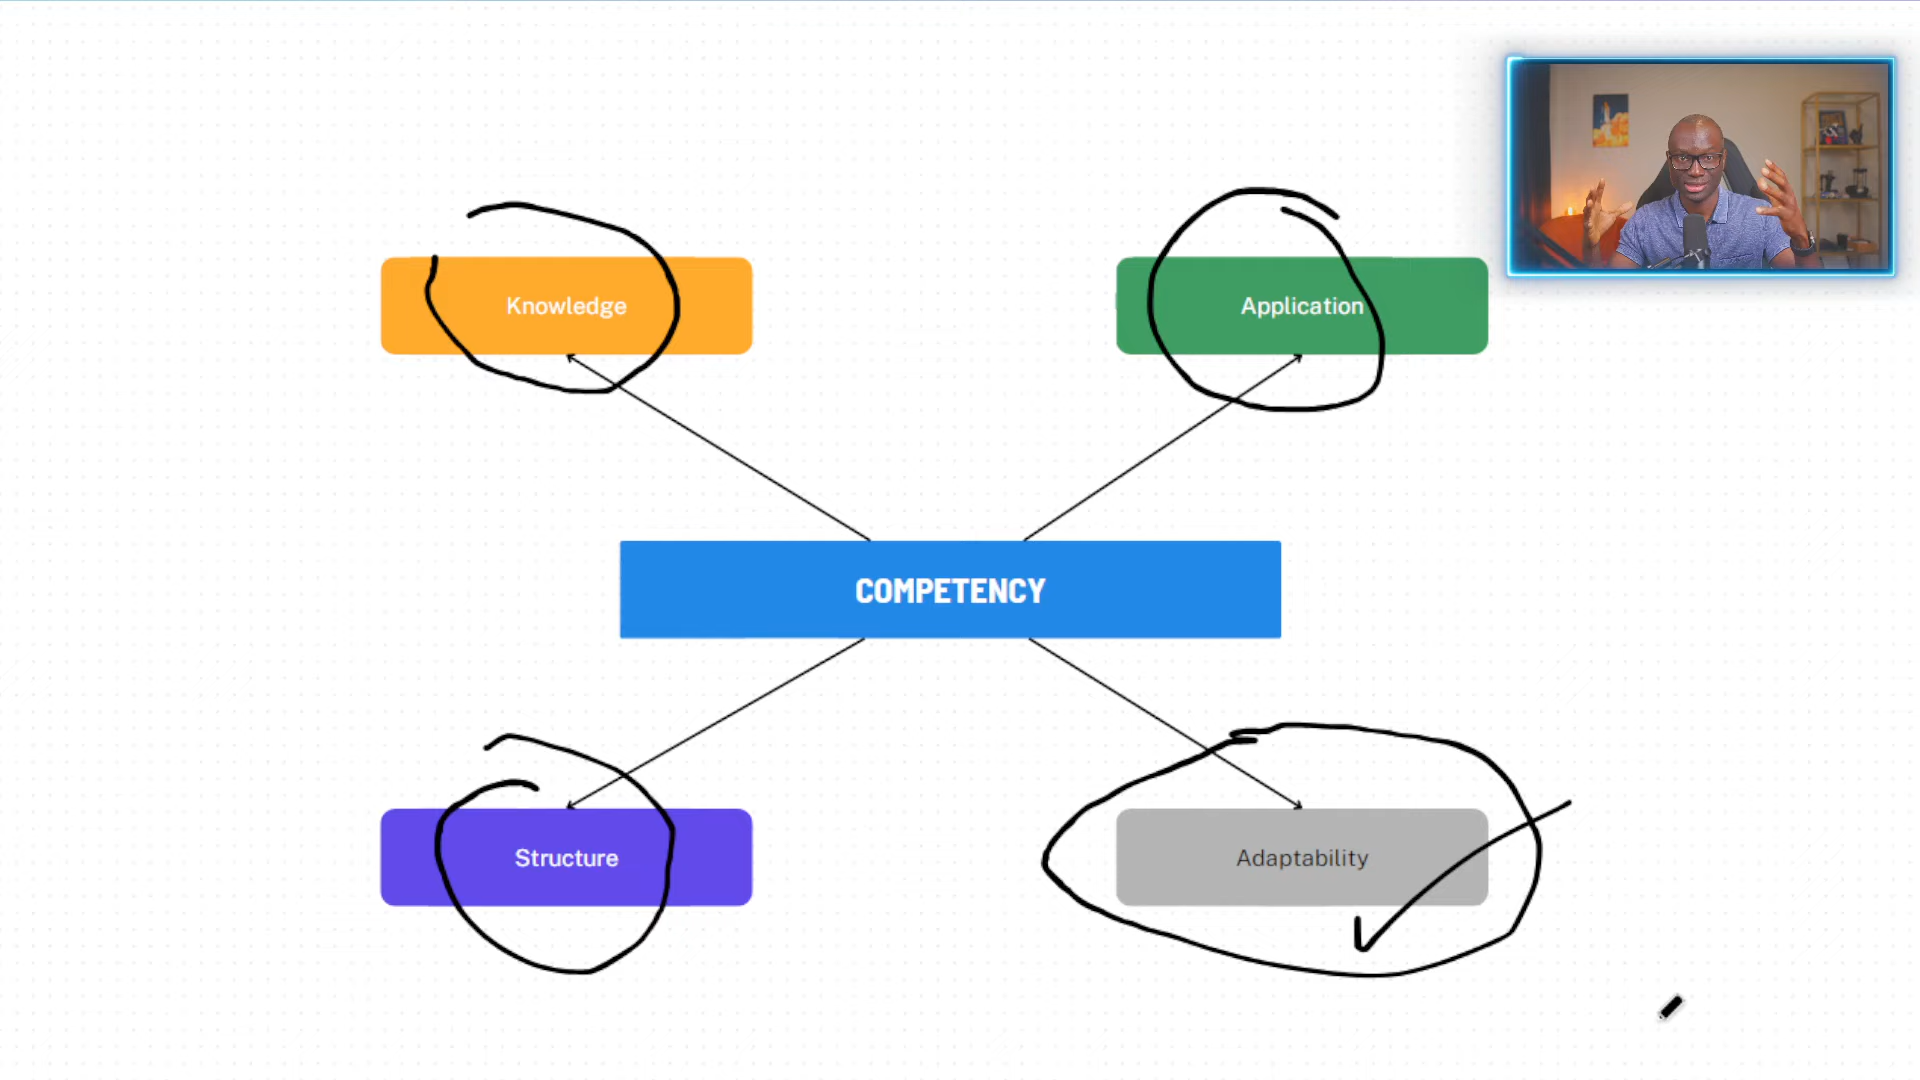 Knowledge
Application
COMPETENCY
Structure
Adaptability